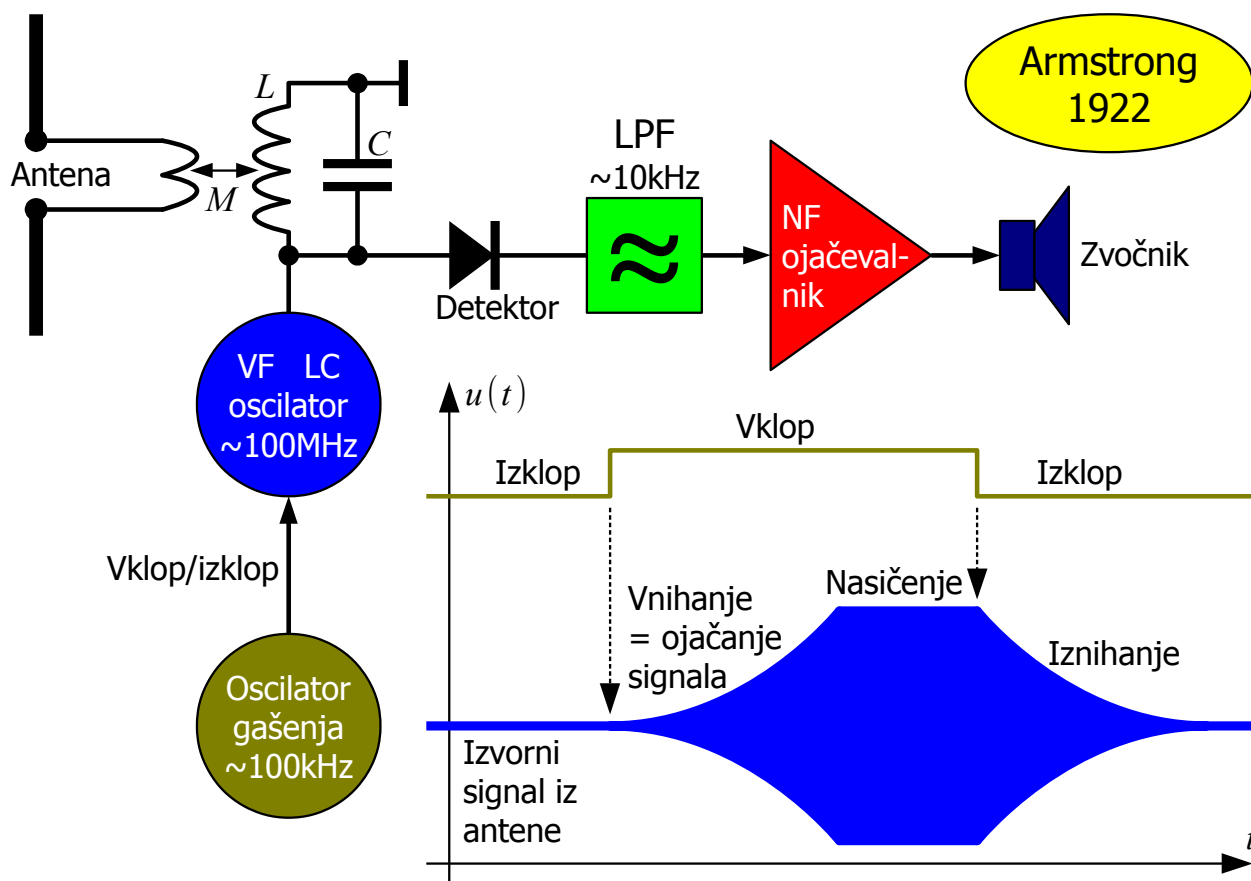 Armstrong
1922
L
C
M
Antena
LPF
~10kHz
NF
ojačeval-
nik
Zvočnik
Detektor
VF LC
oscilator
~100MHz
Vklop/izklop
Oscilator
gašenja
~100kHz
u(t)
Vklop
Izklop
Izklop
Vnihanje
= ojačanje
signala
Nasičenje
Iznihanje
Izvorni
signal iz
antene
t